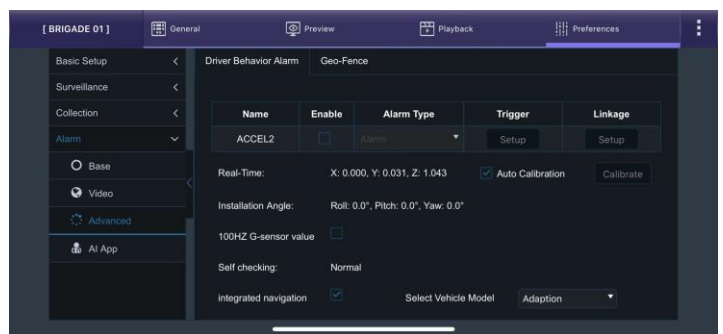 [ BRIGADE 01 ] General Preview Playback Preferences
Basic Setup
Surveillance
Collection
Alarm
Base
Video
Advanced
AI App
Driver Behavior Alarm Geo-Fence
Name Enable Alarm Type Trigger Linkage
ACCEL2 Alarm Setup Setup
Real-Time: X: 0.000, Y: 0.031, Z: 1.043 Auto Calibration Calibrate
Installation Angle: Roll: 0.0°, Pitch: 0.0°, Yaw: 0.0°
100HZ G-sensor value
Self checking: Normal
integrated navigation Select Vehicle Model Adaption